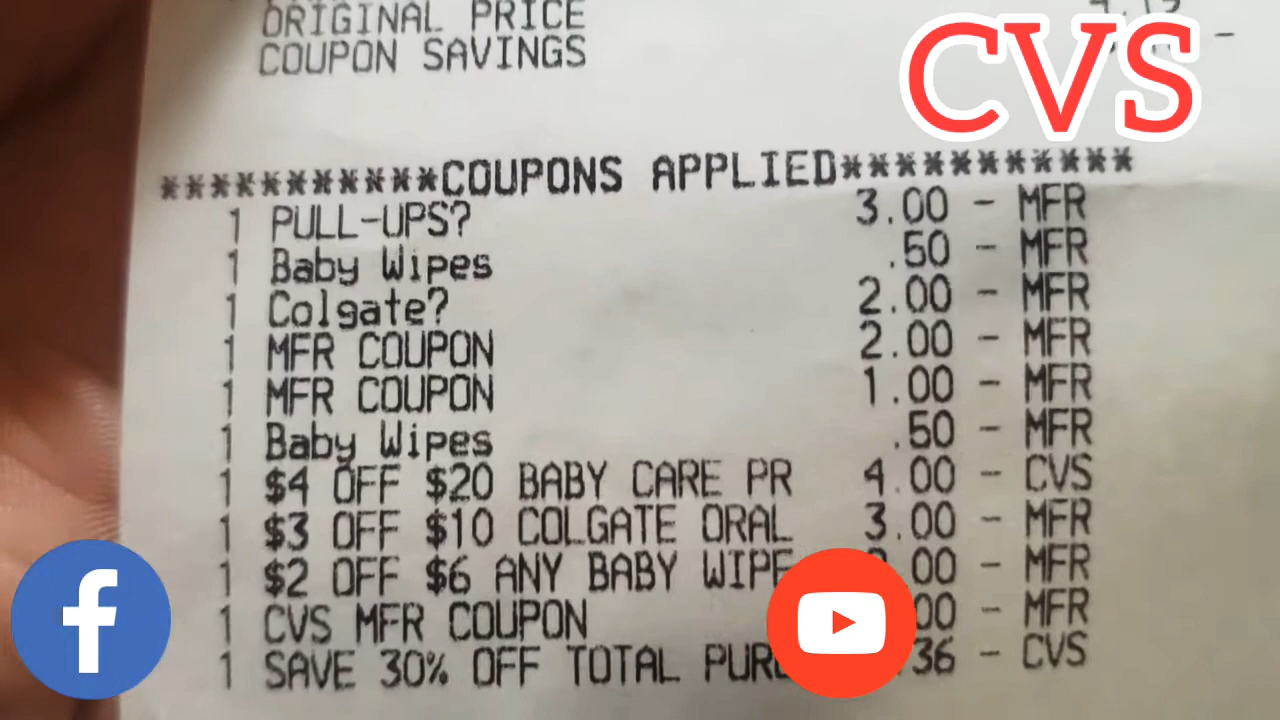 ORIGINAL PRICE
COUPON SAVINGS -
CVS
***********COUPONS APPLIED************
1 PULL-UPS? 3.00 - MFR
1 Baby Wipes .50 - MFR
1 Colgate? 2.00 - MFR
1 MFR COUPON 2.00 - MFR
1 MFR COUPON 1.00 - MFR
1 Baby Wipes .50 - MFR
1 $4 OFF $20 BABY CARE PR 4.00 - CVS
1 $3 OFF $10 COLGATE ORAL 3.00 - MFR
1 $2 OFF $6 ANY BABY WIPE .00 - MFR
1 CVS MFR COUPON 00 - MFR
1 SAVE 30% OFF TOTAL PUR 36 - CVS